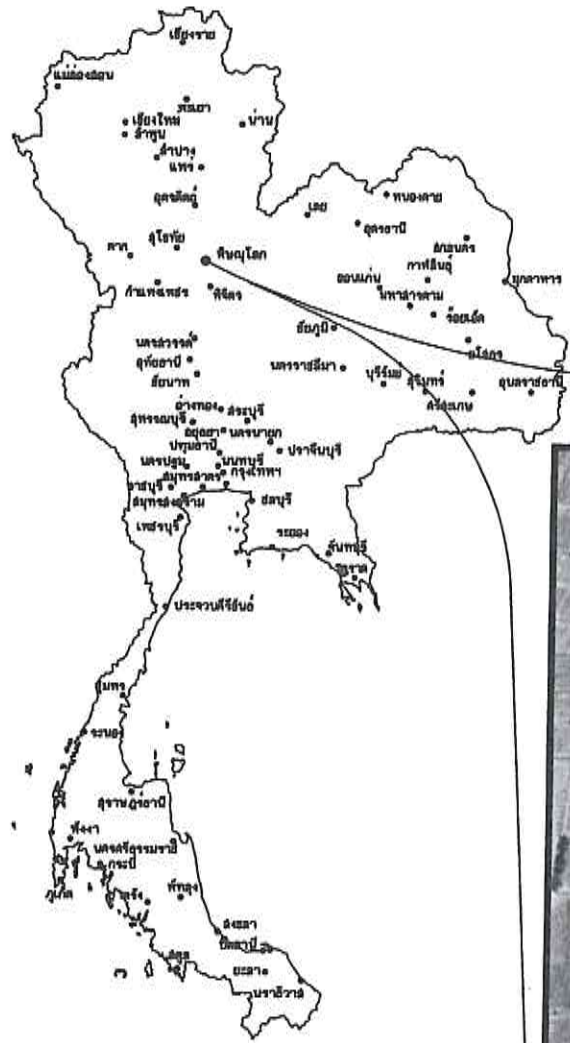 เชียงราย
แม่ฮ่องสอน
พะเยา
เชียงใหม่
น่าน
ลำพูน
ลำปาง
แพร่
หนองคาย
อุตรดิตถ์
เลย
อุดรธานี
สุโขทัย
สกลนคร
ตาก
พิษณุโลก
กาฬสินธุ์
ขอนแก่น
มุกดาหาร
กำแพงเพชร
พิจิตร
มหาสารคาม
ร้อยเอ็ด
ชัยภูมิ
นครสวรรค์
ยโสธร
อุทัยธานี
นครราชสีมา
บุรีรัมย์
สุรินทร์
อุบลราชธานี
ชัยนาท
ศรีสะเกษ
อ่างทอง
สระบุรี
สุพรรณบุรี
อยุธยา
นครนายก
ปทุมธานี
ปราจีนบุรี
นครปฐม
นนทบุรี
สมุทรสาคร
กรุงเทพฯ
ราชบุรี
สมุทรสงคราม
ชลบุรี
เพชรบุรี
ระยอง
จันทบุรี
ตราด
ประจวบคีรีขันธ์
ชุมพร
ระนอง
สุราษฎร์ธานี
พังงา
นครศรีธรรมราช
กระบี่
ภูเก็ต
ตรัง
พัทลุง
สงขลา
ปัตตานี
สตูล
ยะลา
นราธิวาส